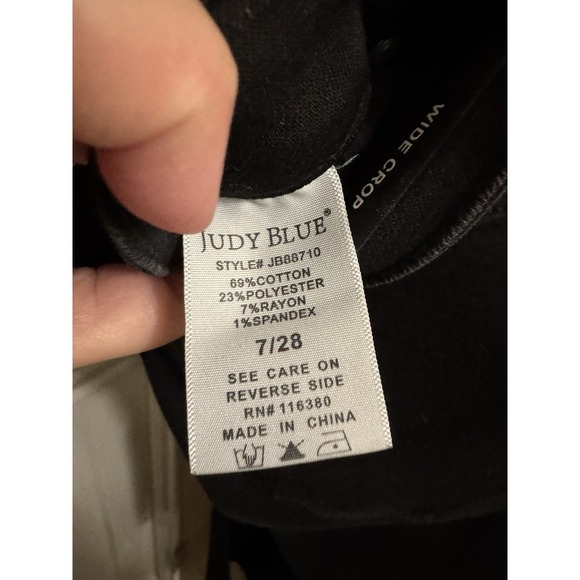 WIDE CROP
JUDY BLUE®
STYLE# JB88710
69%COTTON
23%POLYESTER
7%RAYON
1%SPANDEX
7/28
SEE CARE ON
REVERSE SIDE
RN# 116380
MADE IN CHINA